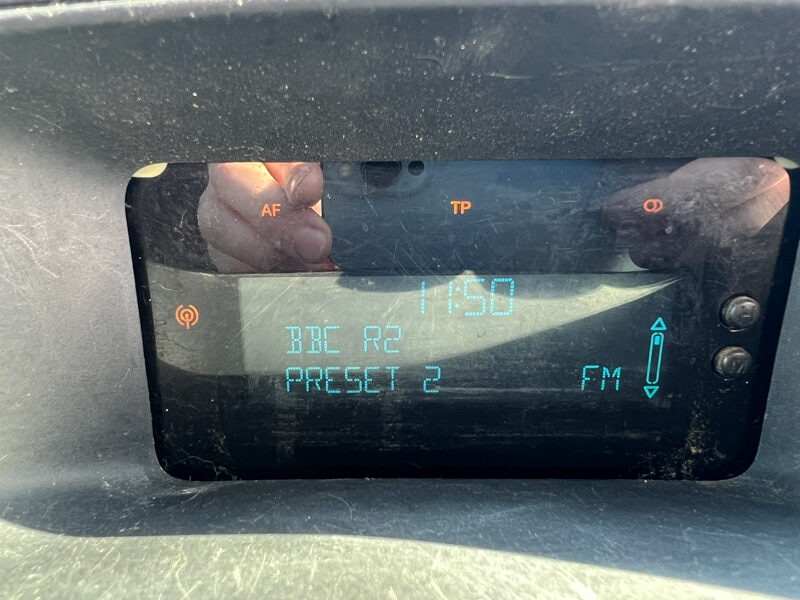 AF TP
11:50
BBC R2
PRESET 2 FM